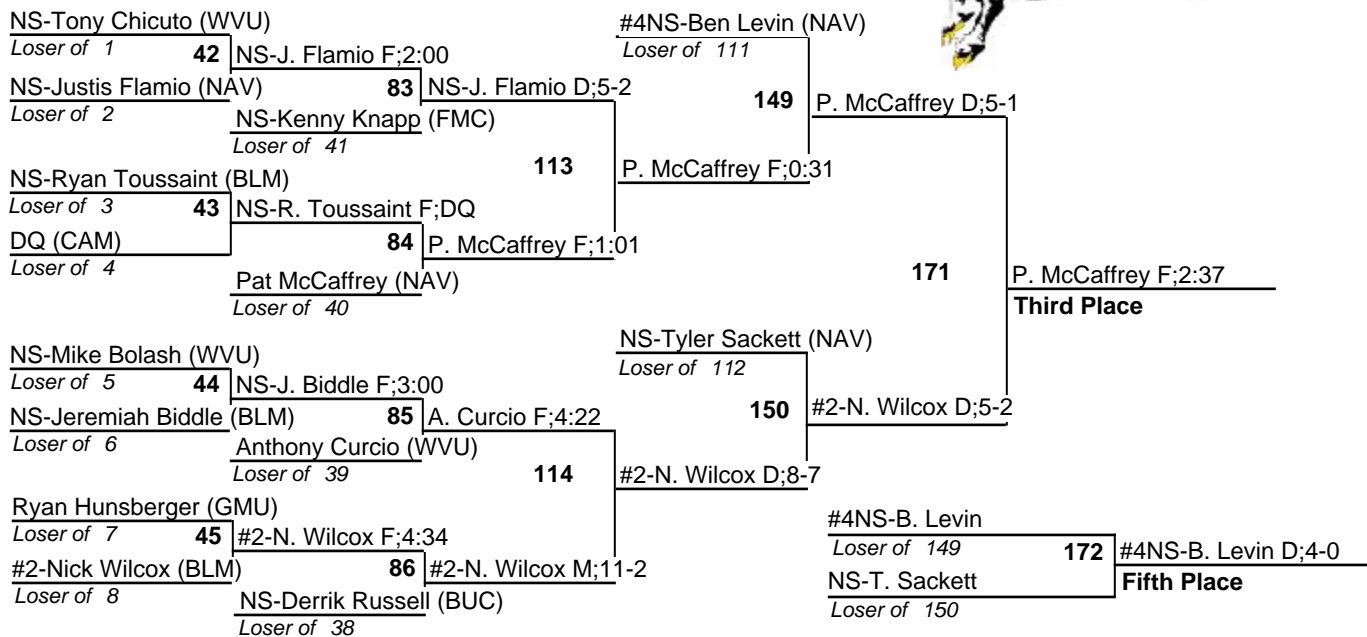 NS-Tony Chicuto (WVU)
Loser of 1
42
NS-J. Flamio F;2:00
NS-Justis Flamio (NAV)
Loser of 2
83
NS-J. Flamio D;5-2
NS-Kenny Knapp (FMC)
Loser of 41
NS-Ryan Toussaint (BLM)
Loser of 3
43
NS-R. Toussaint F;DQ
DQ (CAM)
Loser of 4
84
P. McCaffrey F;1:01
Pat McCaffrey (NAV)
Loser of 40
113
#4NS-Ben Levin (NAV)
Loser of 111
149
P. McCaffrey D;5-1
P. McCaffrey F;0:31
NS-Mike Bolash (WVU)
Loser of 5
44
NS-J. Biddle F;3:00
NS-Jeremiah Biddle (BLM)
Loser of 6
85
A. Curcio F;4:22
Anthony Curcio (WVU)
Loser of 39
Ryan Hunsberger (GMU)
Loser of 7
45
#2-N. Wilcox F;4:34
#2-Nick Wilcox (BLM)
Loser of 8
86
#2-N. Wilcox M;11-2
NS-Derrik Russell (BUC)
Loser of 38
114
NS-Tyler Sackett (NAV)
Loser of 112
150
#2-N. Wilcox D;5-2
#2-N. Wilcox D;8-7
171
P. McCaffrey F;2:37
Third Place
#4NS-B. Levin
Loser of 149
172
#4NS-B. Levin D;4-0
NS-T. Sackett
Fifth Place
Loser of 150